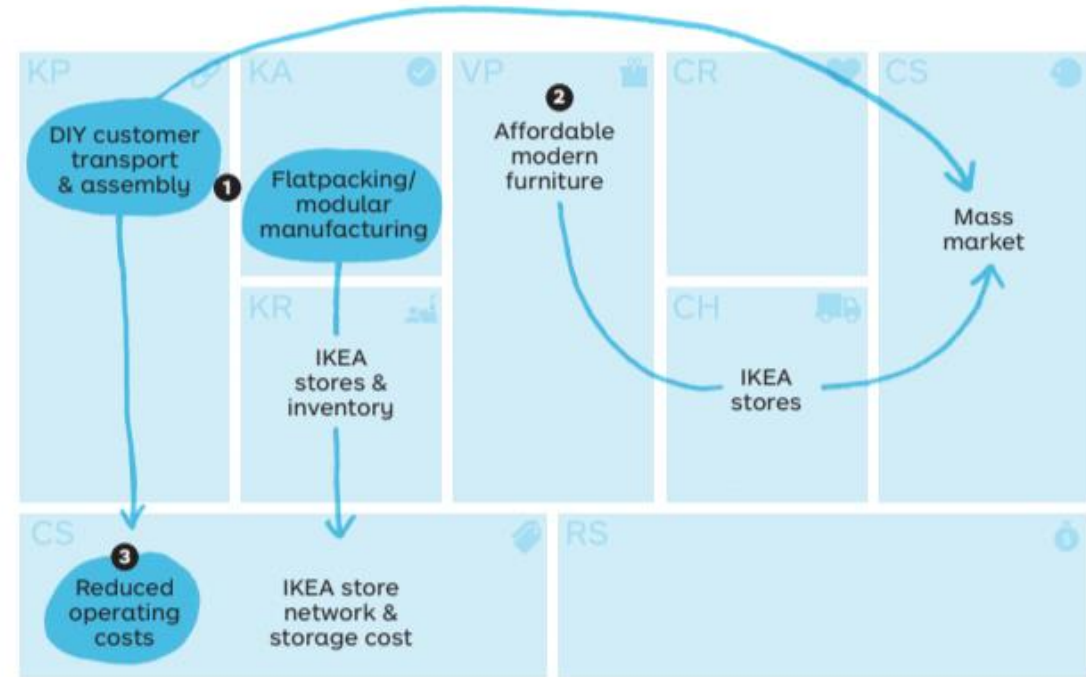 KP
DIY customer
transport
& assembly
1
KA
Flatpacking/
modular
manufacturing
KR
IKEA
stores &
inventory
VP
2
Affordable
modern
furniture
CR
CH
IKEA
stores
CS
Mass
market
CS
3
Reduced
operating
costs
IKEA store
network &
storage cost
RS
$